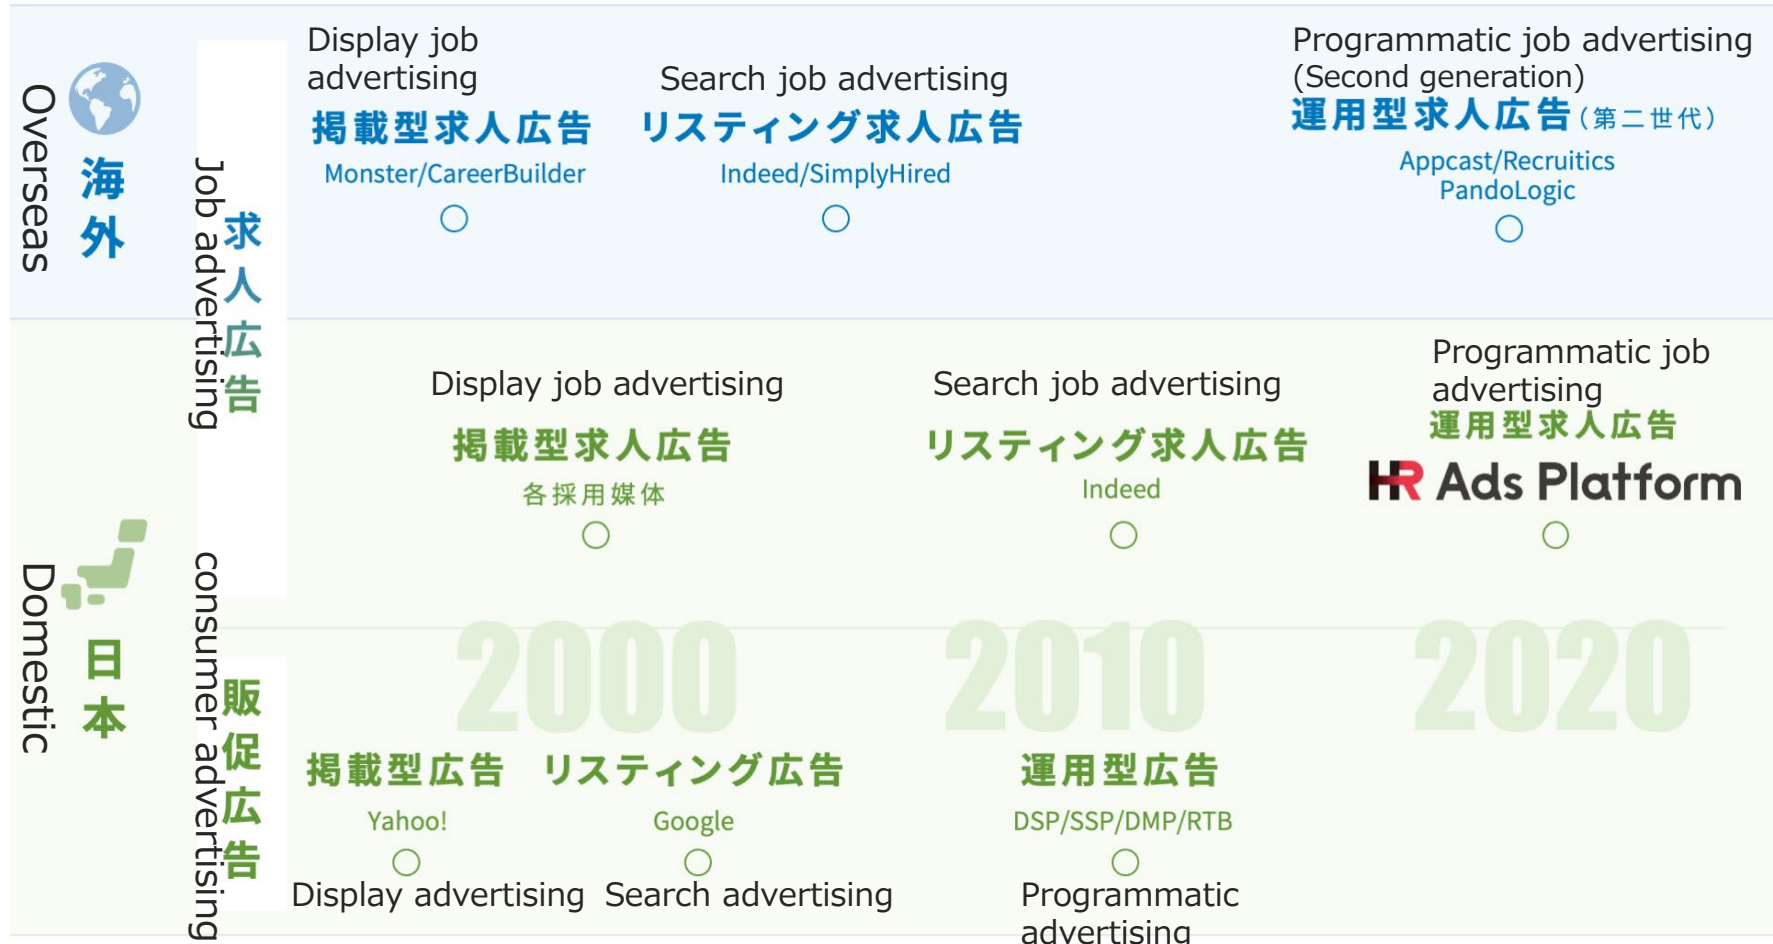 Overseas
海外
Job advertising
求人広告
Display job
advertising
掲載型求人広告
Monster/CareerBuilder
Search job advertising
リスティング求人広告
Indeed/SimplyHired
Programmatic job advertising
(Second generation)
運用型求人広告(第二世代)
Appcast/Recruitics
PandoLogic
Domestic
日本
Display job advertising
掲載型求人広告
各採用媒体
Search job advertising
リスティング求人広告
Indeed
Programmatic job
advertising
運用型求人広告
HR Ads Platform
2000
2010
2020
consumer advertising
販促広告
掲載型広告
Yahoo!
Display advertising
リスティング広告
Google
Search advertising
運用型広告
DSP/SSP/DMP/RTB
Programmatic
advertising